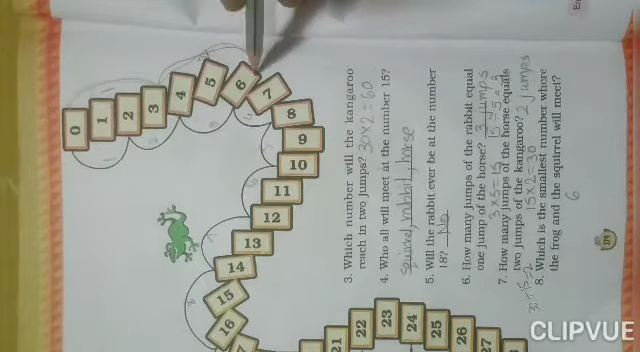 0
1
2
3
4
5
6
7
8
9
10
11
12
13
14
15
16
21
22
23
24
25
26
27
3. Which number will the kangaroo
reach in two jumps? 30×2=60
4. Who all will meet at the number 15?
squirrel, rabbit, horse
5. Will the rabbit ever be at the number
18? No
6. How many jumps of the rabbit equal
one jump of the horse? 3 jumps
3×5=15
15÷5=3
7. How many jumps of the horse equals
two jumps of the kangaroo? 2 jumps
15×2=30
8. Which is the smallest number where
the frog and the squirrel will meet?
6
CLIPVUE